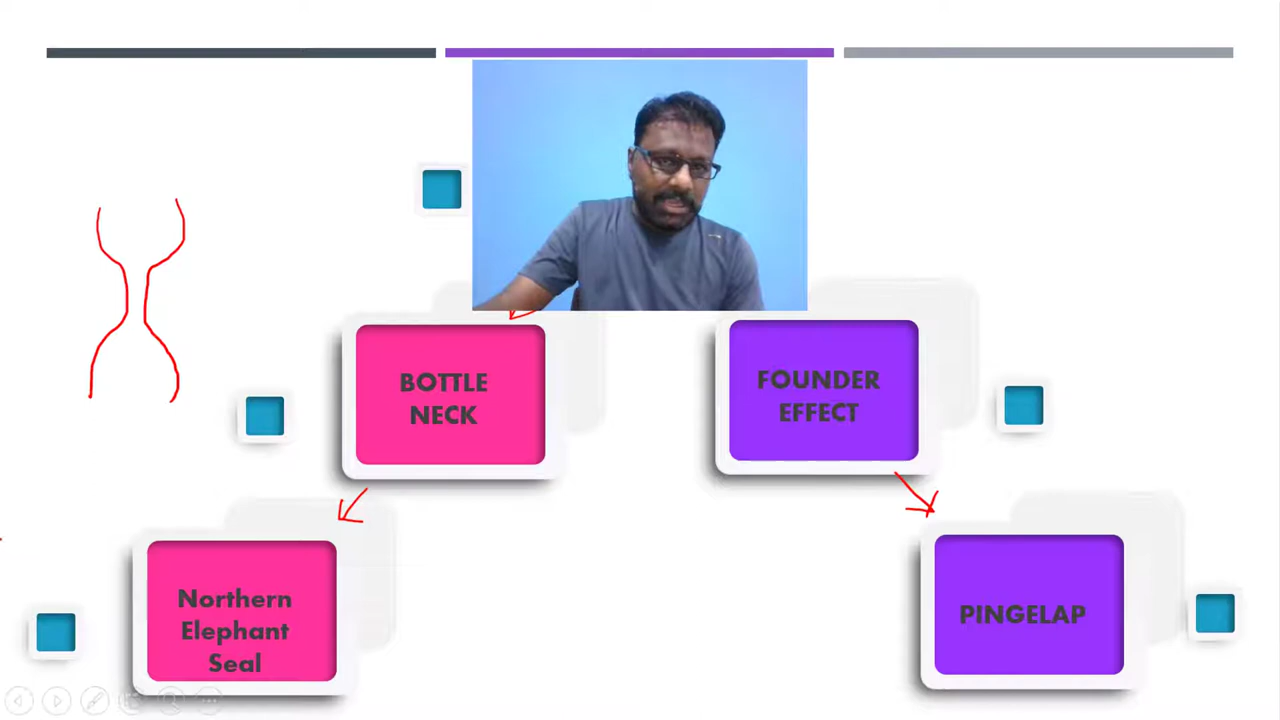 BOTTLE
NECK
FOUNDER
EFFECT
Northern
Elephant
Seal
PINGELAP